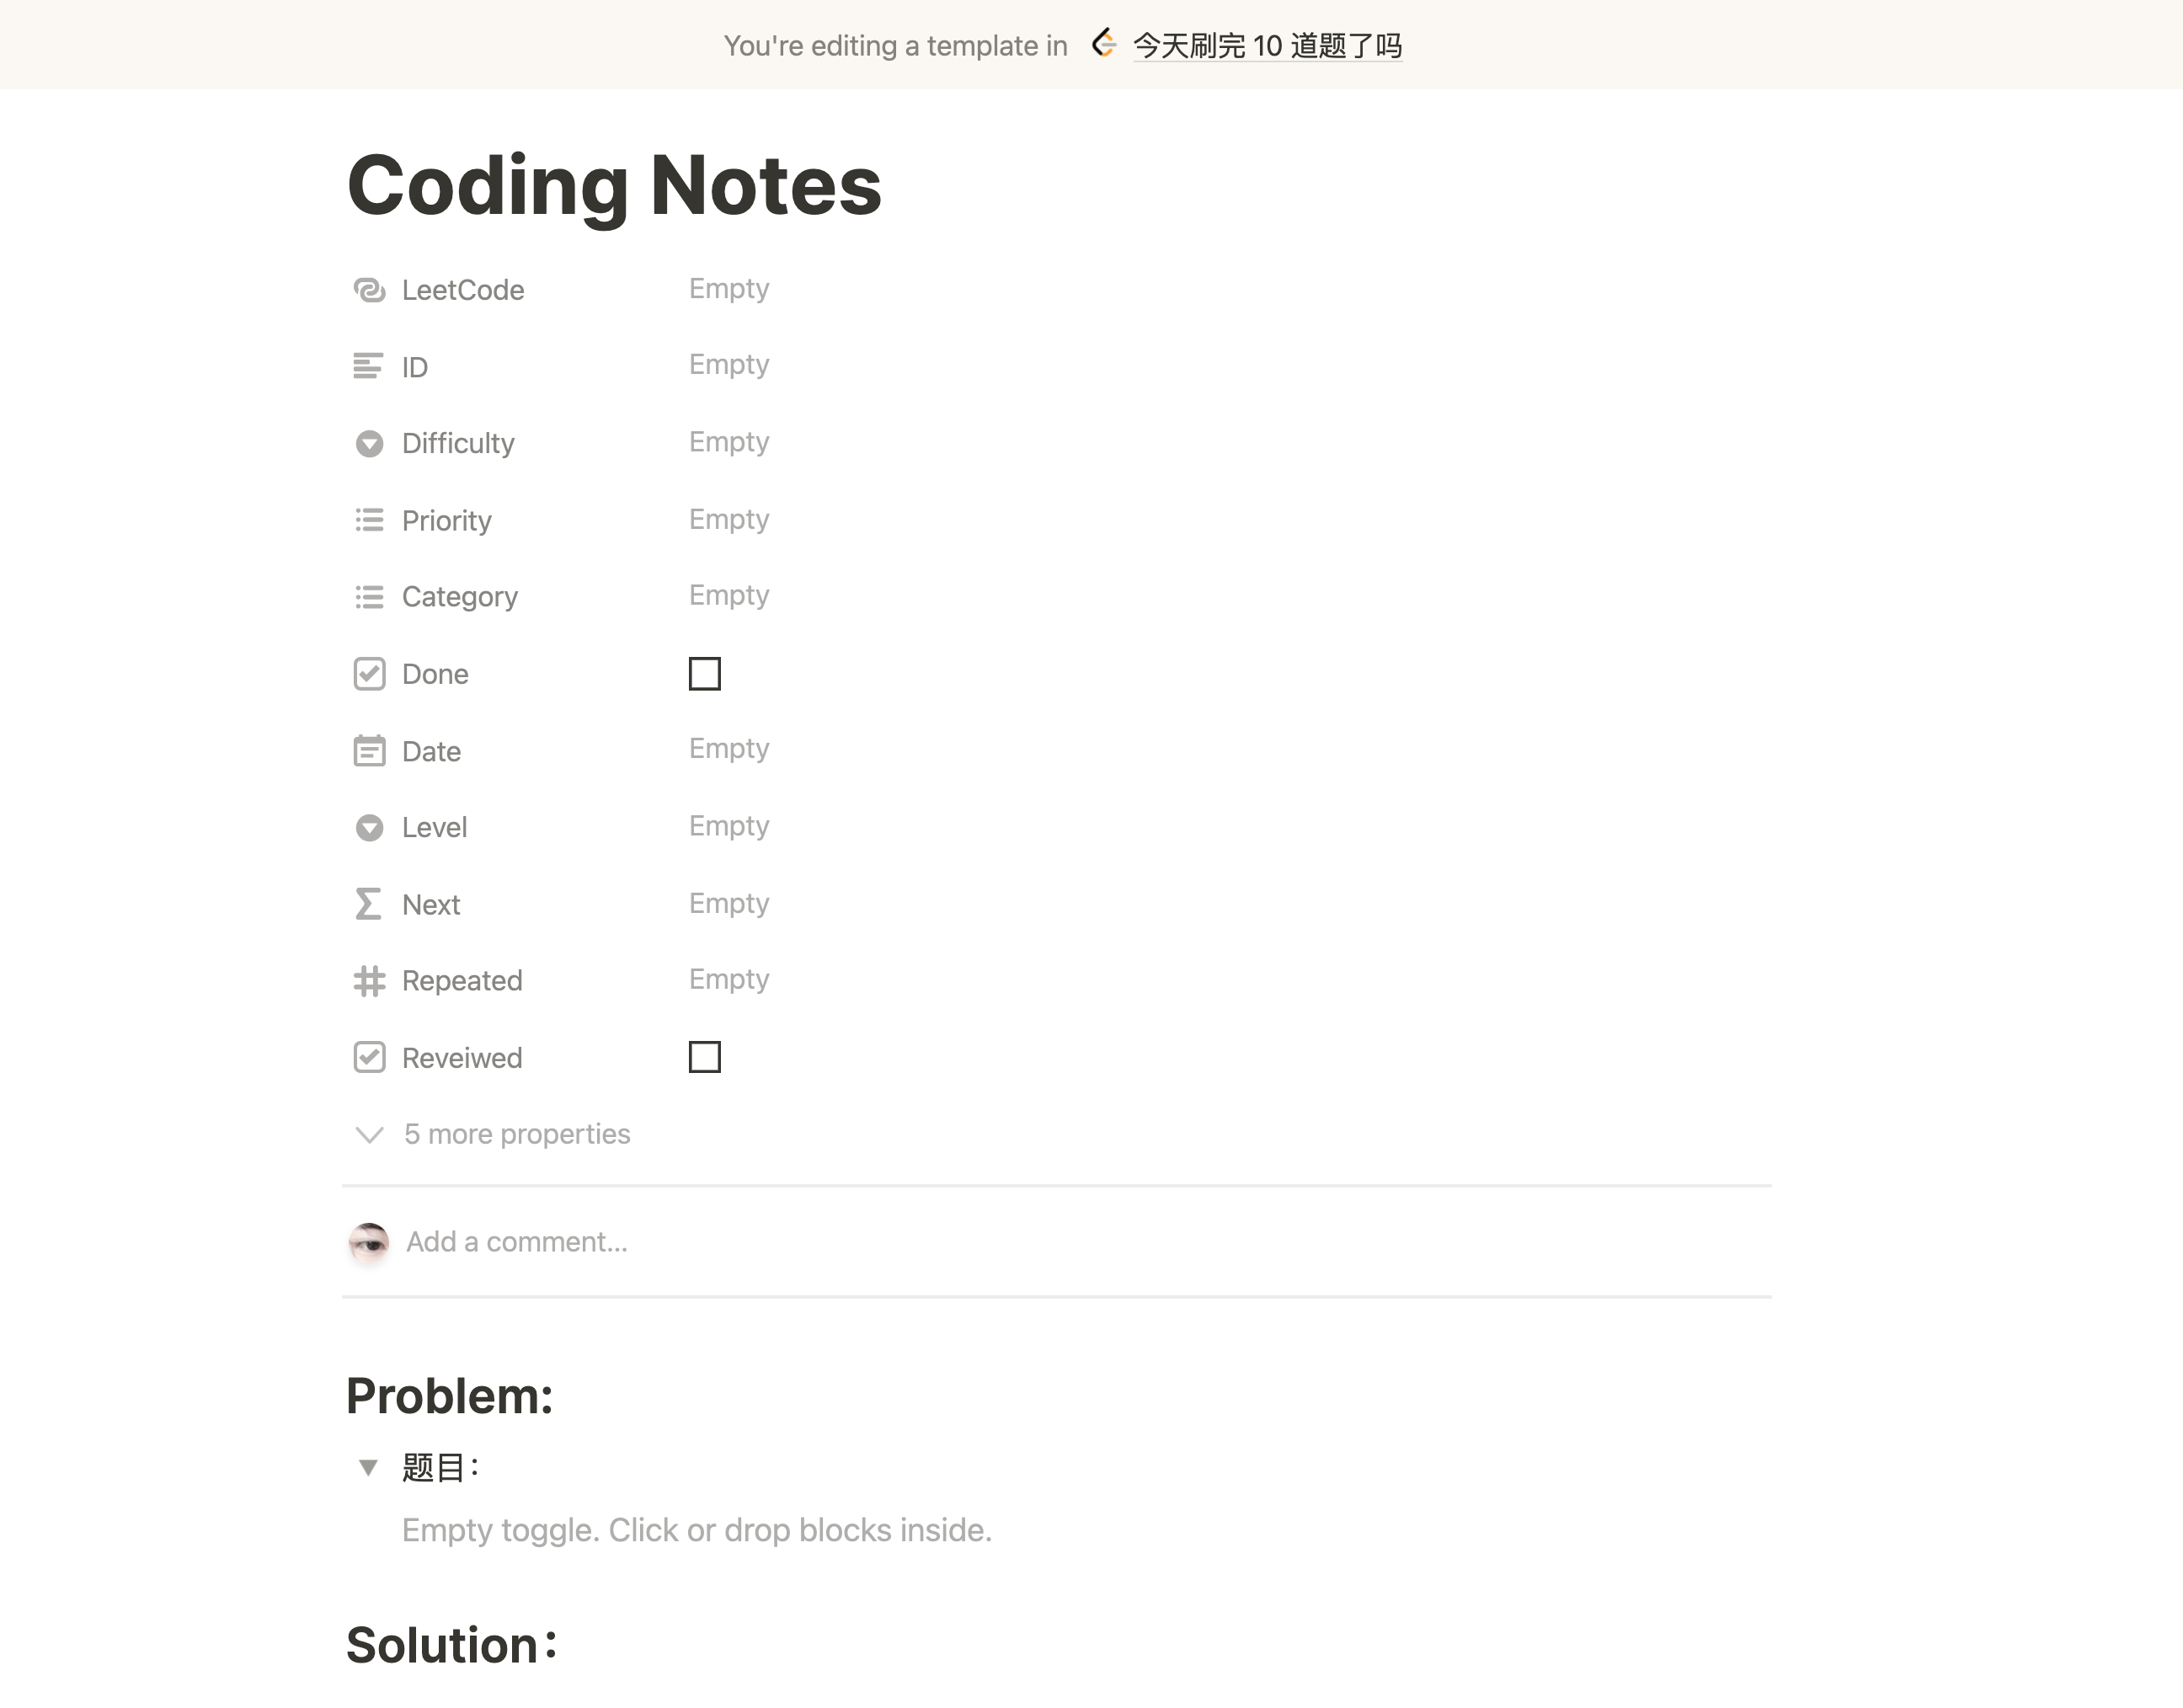 You're editing a template in 今天刷完 10 道题了吗
Coding Notes
LeetCode Empty
ID Empty
Difficulty Empty
Priority Empty
Category Empty
Done
Date Empty
Level Empty
Next Empty
Repeated Empty
Reveiwed
5 more properties
Add a comment...
Problem:
题目：
Empty toggle. Click or drop blocks inside.
Solution：